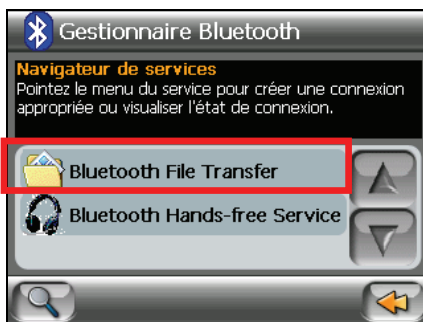 Gestionnaire Bluetooth
Navigateur de services
Pointez le menu du service pour créer une connexion
appropriée ou visualiser l'état de connexion.
Bluetooth File Transfer
Bluetooth Hands-free Service